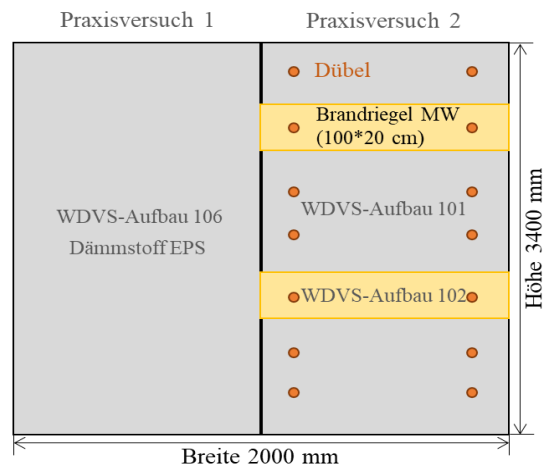 Praxisversuch 1
Praxisversuch 2
Dübel
Brandriegel MW
(100*20 cm)
WDVS-Aufbau 106
Dämmstoff EPS
WDVS-Aufbau 101
WDVS-Aufbau 102
Höhe 3400 mm
Breite 2000 mm